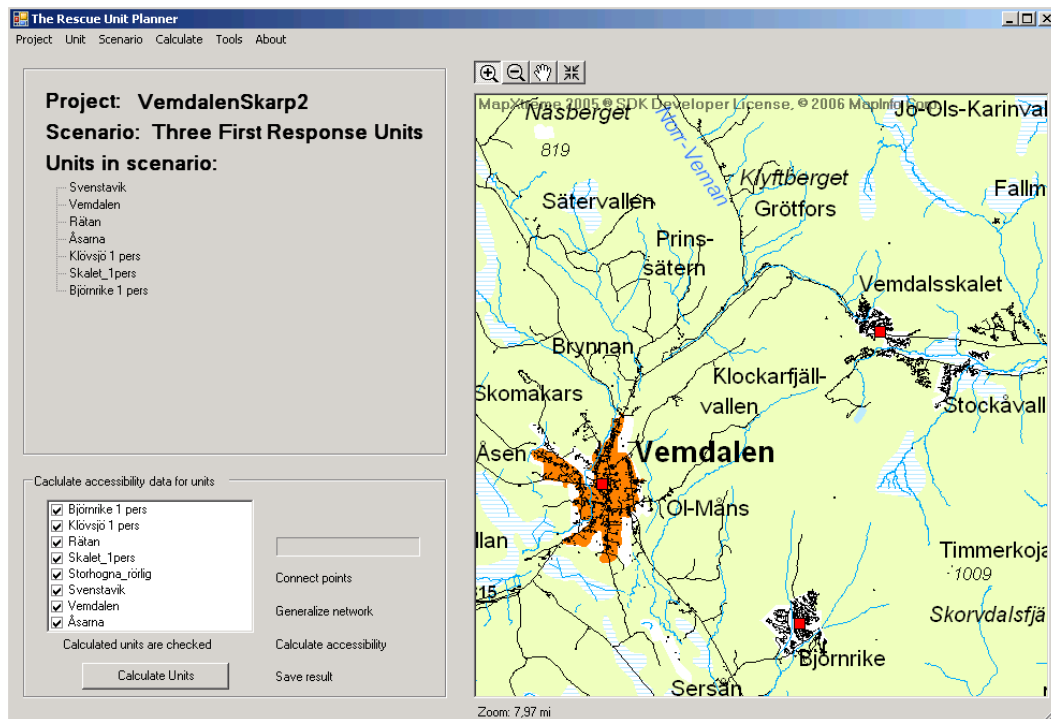 The Rescue Unit Planner
Project Unit Scenario Calculate Tools About
Project: VemdalenSkarp2
Scenario: Three First Response Units
Units in scenario:
Svenstavik
Vemdalen
Rätan
Åsarna
Klövsjö 1 pers
Skalet_1pers
Björnrike 1 pers
Caclulate accessibility data for units
Björnrike 1 pers
Klövsjö 1 pers
Rätan
Skalet_1pers
Storhogna_rörlig
Svenstavik
Vemdalen
Åsarna
Calculated units are checked
Calculate Units
Connect points
Generalize network
Calculate accessibility
Save result
MapXtreme 2005 ® SDK Developer License, © 2006 MapInfo Corp.
Näsberget
819
Norr-Veman
Jo-Ols-Karinval
Klyftberget
Fallm
Sätervallen
Grötfors
Prins-
sätern
Vemdalsskalet
Brynnan
Klockarfjäll-
vallen
Skomakars
Stockåvall
Åsen
Vemdalen
Ol-Måns
llan
Timmerkoja
1009
315
Skorvdalsfjä
Björnrike
Sersån
Zoom: 7,97 mi